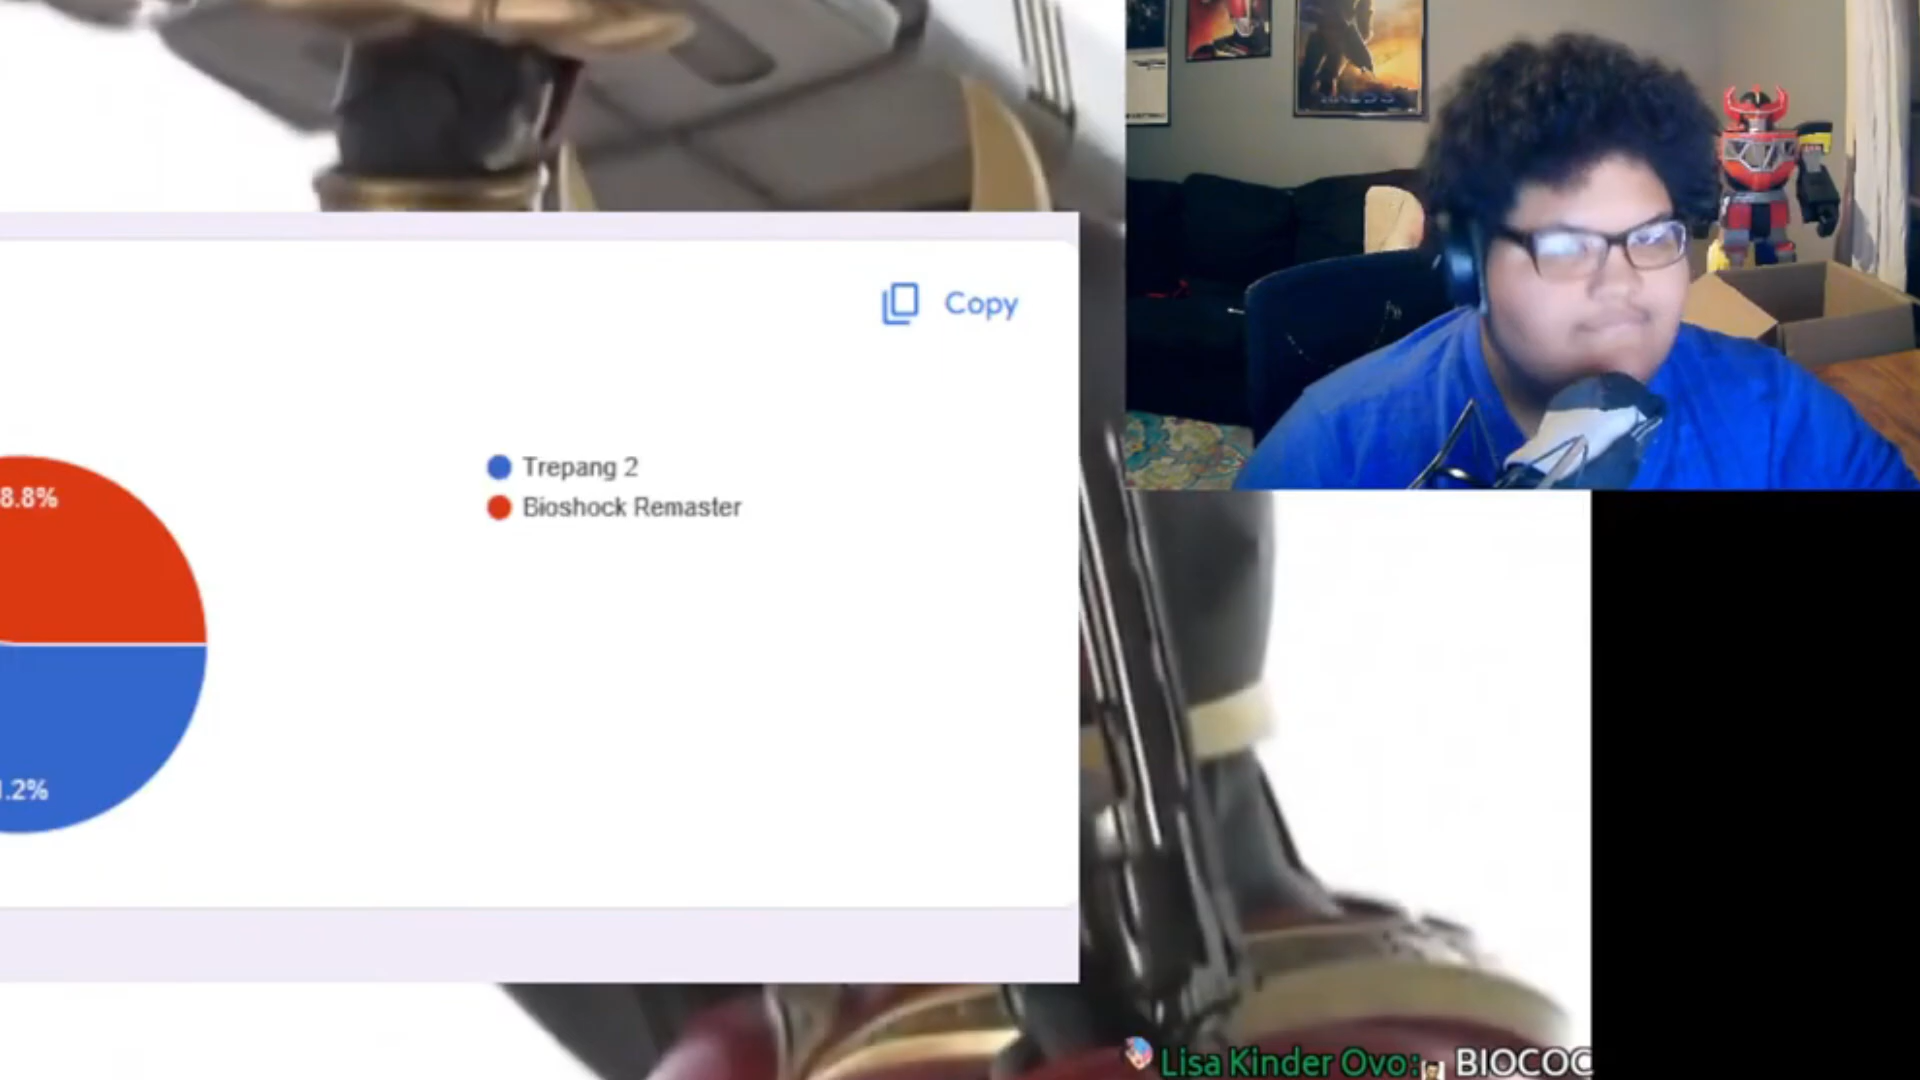 Copy
Trepang 2
Bioshock Remaster
8.8%
.2%
Lisa Kinder Ovo: BIOCOC